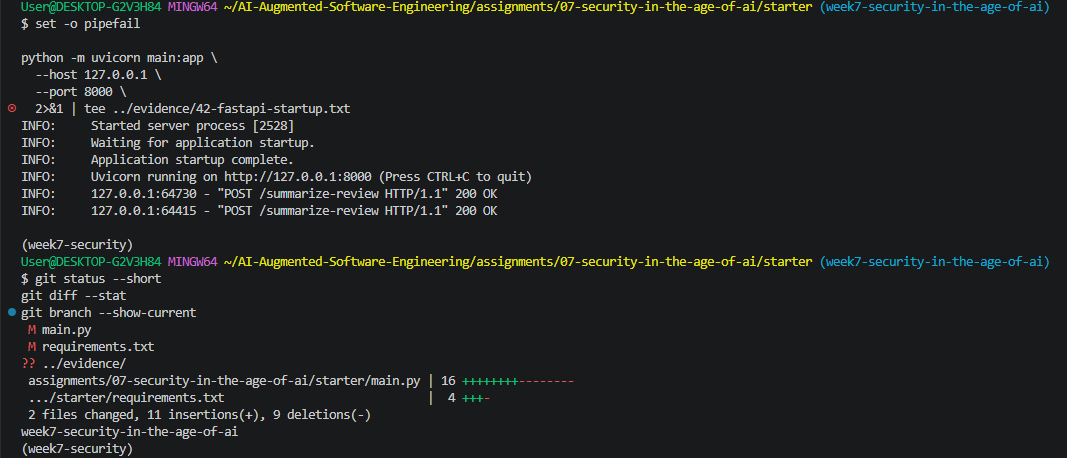 User@DESKTOP-G2V3H84 MINGW64 ~/AI-Augmented-Software-Engineering/assignments/07-security-in-the-age-of-ai/starter (week7-security-in-the-age-of-ai)
$ set -o pipefail

python -m uvicorn main:app \
  --host 127.0.0.1 \
  --port 8000 \
  2>&1 | tee ../evidence/42-fastapi-startup.txt
INFO:     Started server process [2528]
INFO:     Waiting for application startup.
INFO:     Application startup complete.
INFO:     Uvicorn running on http://127.0.0.1:8000 (Press CTRL+C to quit)
INFO:     127.0.0.1:64730 - "POST /summarize-review HTTP/1.1" 200 OK
INFO:     127.0.0.1:64415 - "POST /summarize-review HTTP/1.1" 200 OK

(week7-security)
User@DESKTOP-G2V3H84 MINGW64 ~/AI-Augmented-Software-Engineering/assignments/07-security-in-the-age-of-ai/starter (week7-security-in-the-age-of-ai)
$ git status --short
git diff --stat
git branch --show-current
 M main.py
 M requirements.txt
?? ../evidence/
 assignments/07-security-in-the-age-of-ai/starter/main.py | 16 ++++++++--------
 .../starter/requirements.txt                             |  4 +++-
 2 files changed, 11 insertions(+), 9 deletions(-)
week7-security-in-the-age-of-ai
(week7-security)